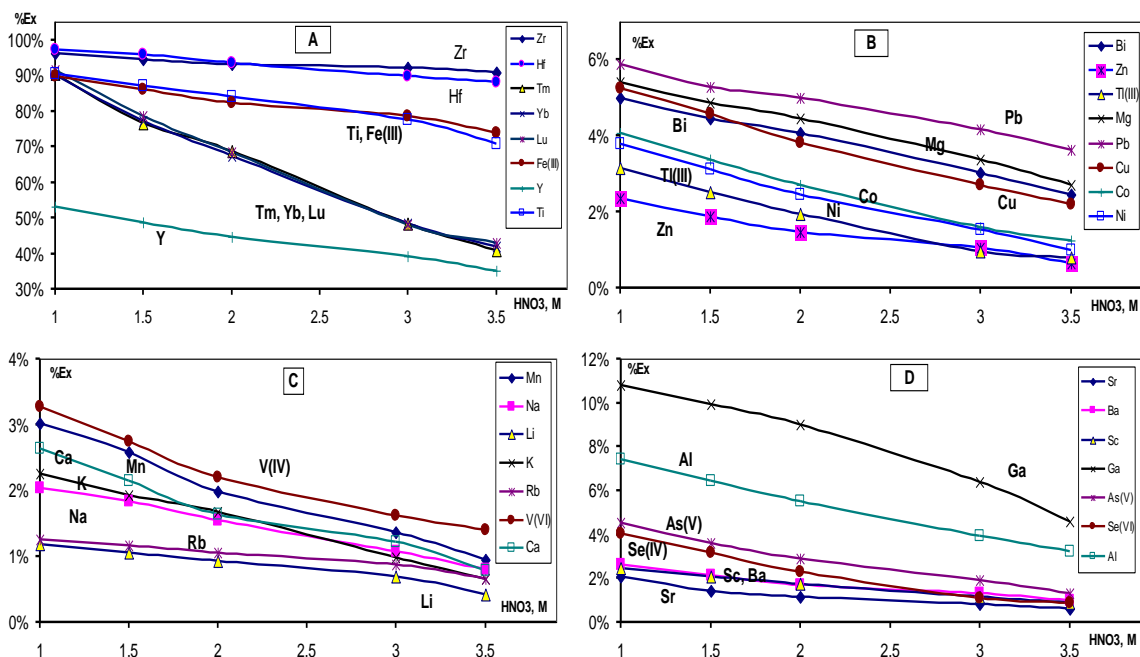 %Ex
A
100%
90%
80%
70%
60%
50%
40%
30%
Zr
Hf
Ti, Fe(III)
Tm, Yb, Lu
Y
1
1.5
2
2.5
3
3.5
HNO3, M
Zr
Hf
Tm
Yb
Lu
Fe(III)
Y
Ti
%Ex
B
6%
4%
2%
0%
Pb
Bi
Mg
Tl(III)
Co
Cu
Ni
Zn
1
1.5
2
2.5
3
3.5
HNO3, M
Bi
Zn
Tl(III)
Mg
Pb
Cu
Co
Ni
%Ex
C
4%
3%
2%
1%
0%
Ca
Mn
V(IV)
K
Na
Rb
Li
1
1.5
2
2.5
3
3.5
HNO3, M
Mn
Na
Li
K
Rb
V(VI)
Ca
%Ex
D
12%
10%
8%
6%
4%
2%
0%
Al
Ga
As(V)
Se(IV)
Sc, Ba
Sr
1
1.5
2
2.5
3
3.5
HNO3, M
Sr
Ba
Sc
Ga
As(V)
Se(VI)
Al